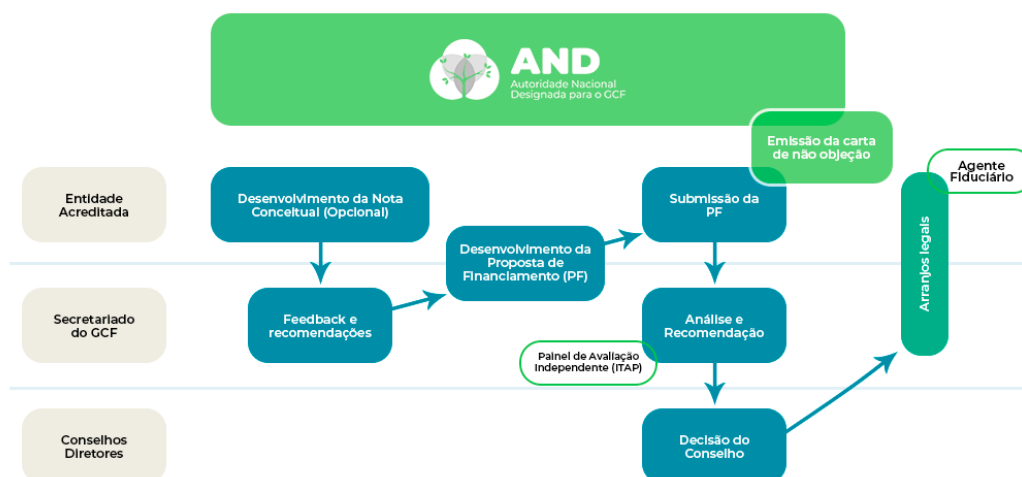 AND
Autoridade Nacional
Designada para o GCF
Emissão da carta
de não objeção
Agente
Fiduciário
Entidade
Acreditada
Desenvolvimento da Nota
Conceitual (Opcional)
Submissão da
PF
Desenvolvimento da
Proposta de
Financiamento (PF)
Arranjos legais
Secretariado
do GCF
Feedback e
recomendações
Análise e
Recomendação
Painel de Avaliação
Independente (ITAP)
Conselhos
Diretores
Decisão do
Conselho